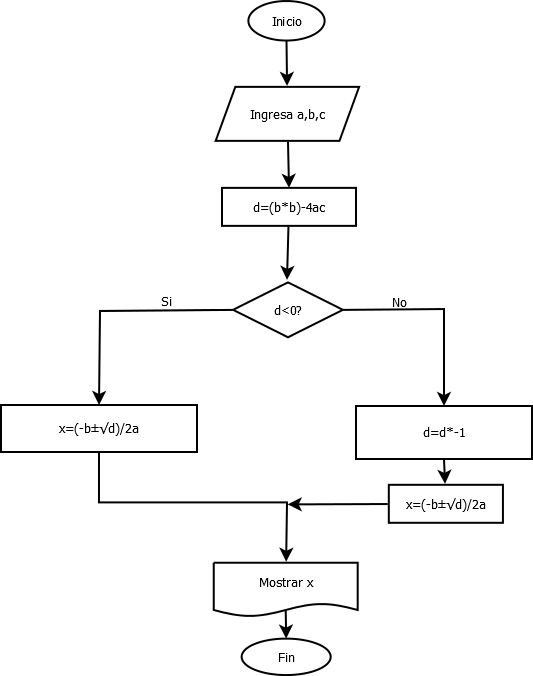 Inicio
Ingresa a,b,c
d=(b*b)-4ac
d<0?
Si
No
x=(-b±√d)/2a
d=d*-1
x=(-b±√d)/2a
Mostrar x
Fin